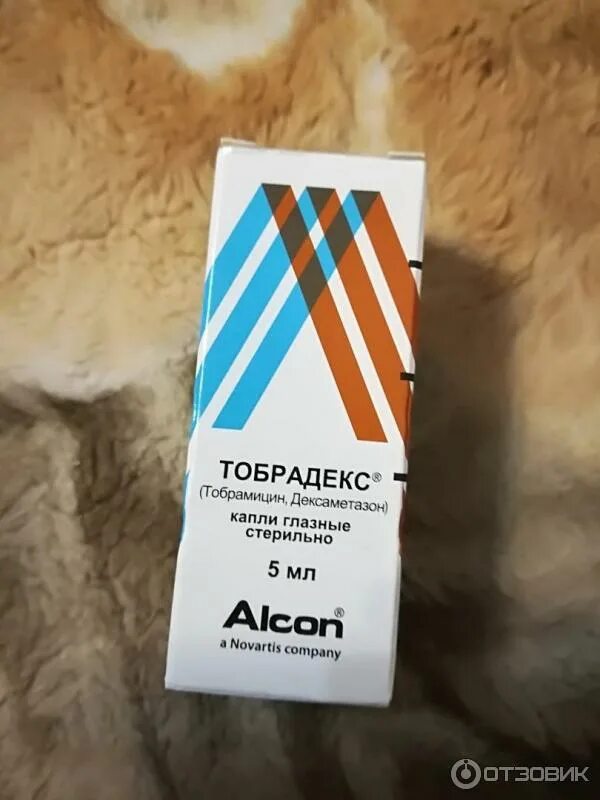 ТОБРАДЕКС®
(Тобрамицин, Дексаметазон)
капли глазные
стерильно
5 мл
Alcon®
a Novartis company
ОТЗОВИК